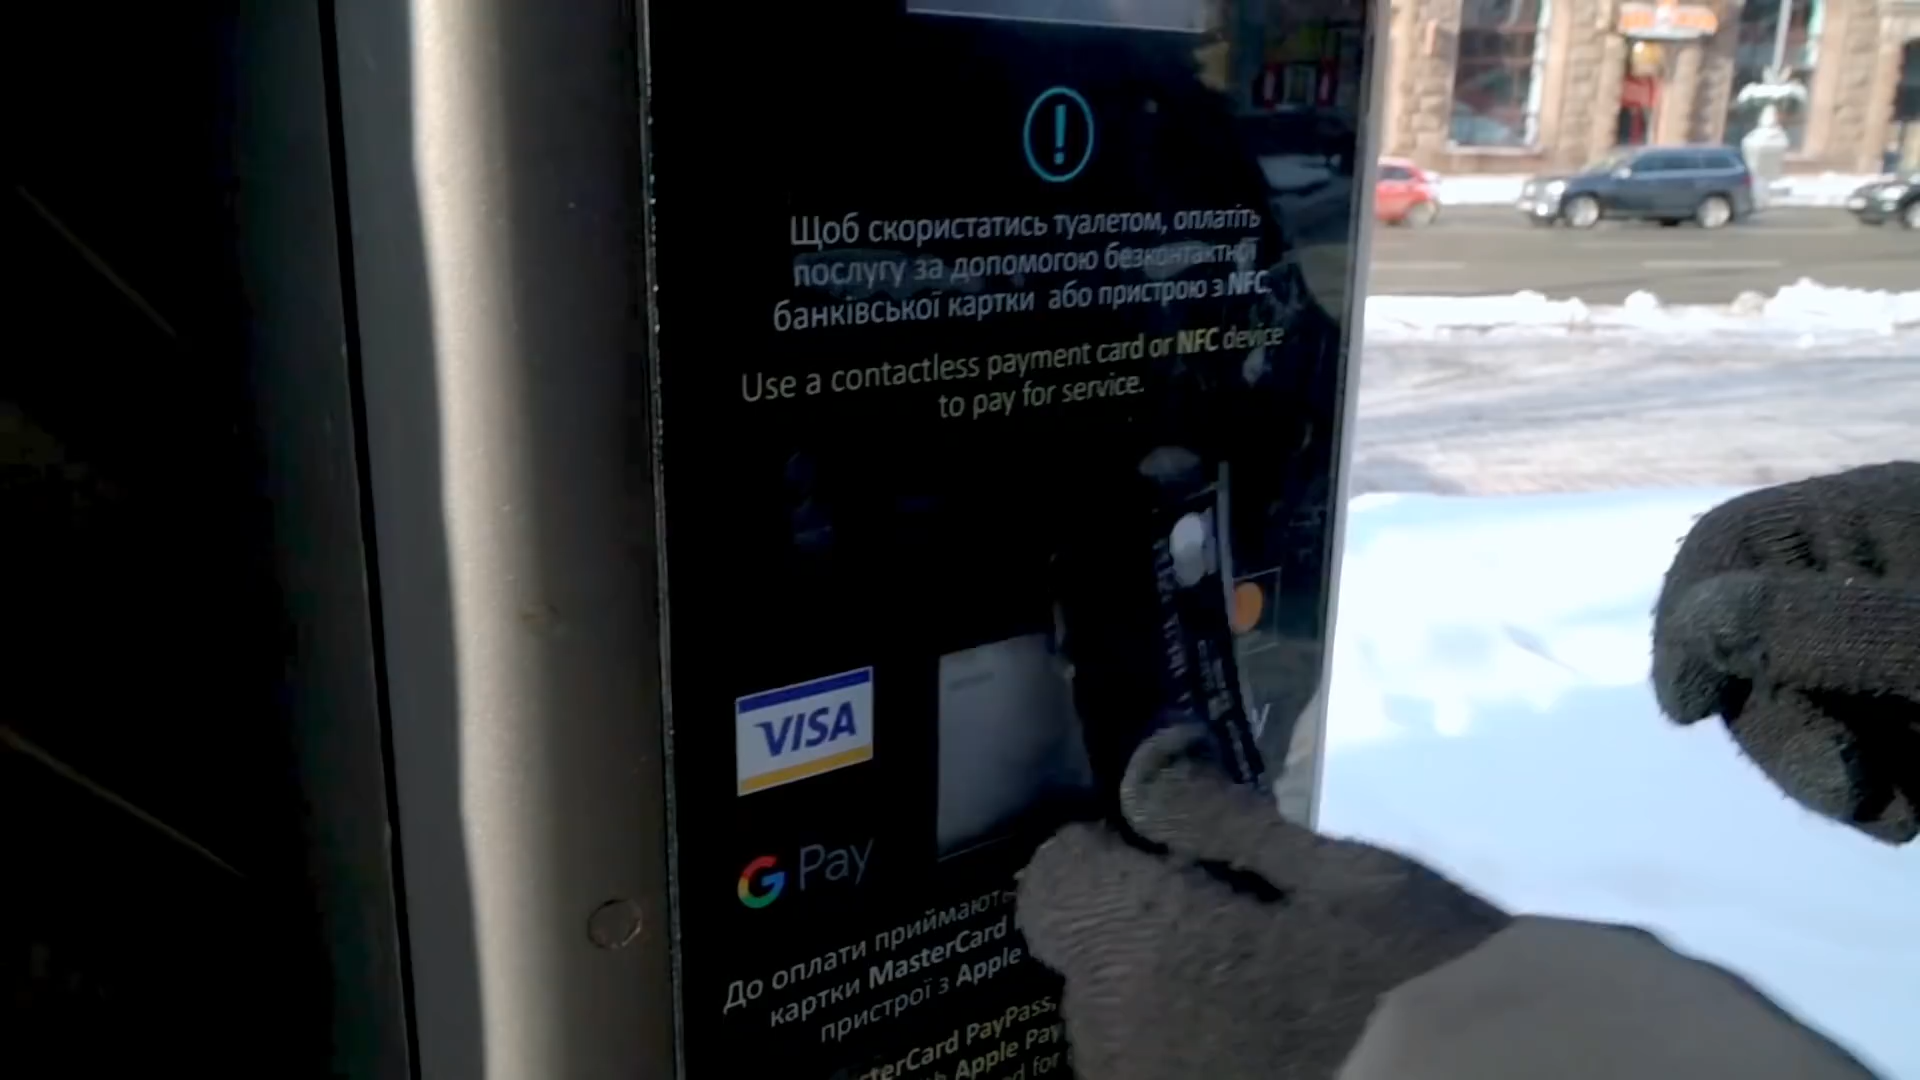 Щоб скористатись туалетом, оплатіть
послугу за допомогою безконтактної
банківської картки або пристрою з NFC.
Use a contactless payment card or NFC device
to pay for service.
VISA
G Pay
До оплати приймають
картки MasterCard
пристрої з Apple
PayPass,
Apple Pay
for